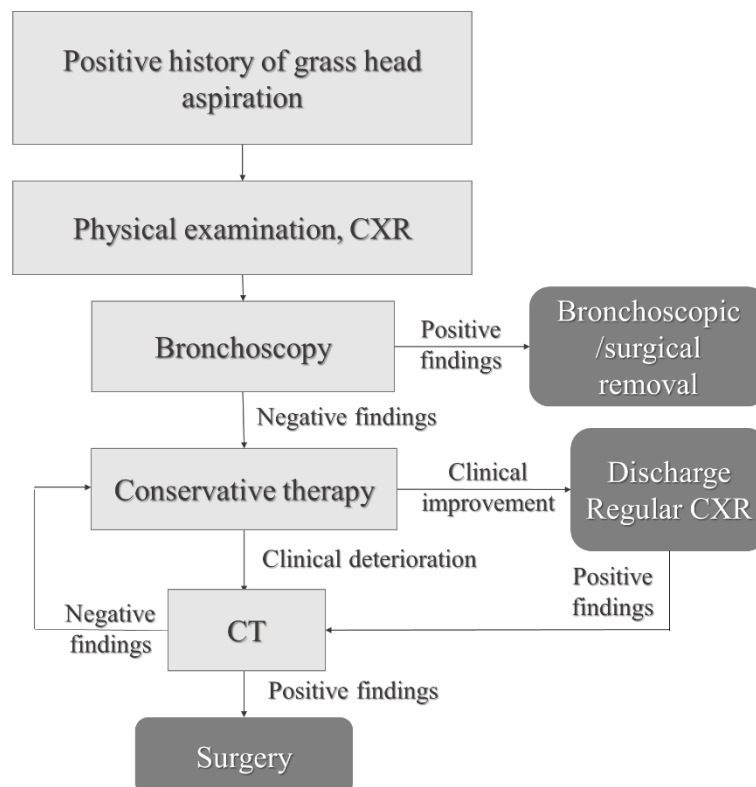 Positive history of grass head
aspiration
Physical examination, CXR
Bronchoscopy
Positive
findings
Bronchoscopic
/surgical
removal
Negative findings
Conservative therapy
Clinical
improvement
Discharge
Regular CXR
Clinical deterioration
Positive
findings
Negative
findings
CT
Positive findings
Surgery